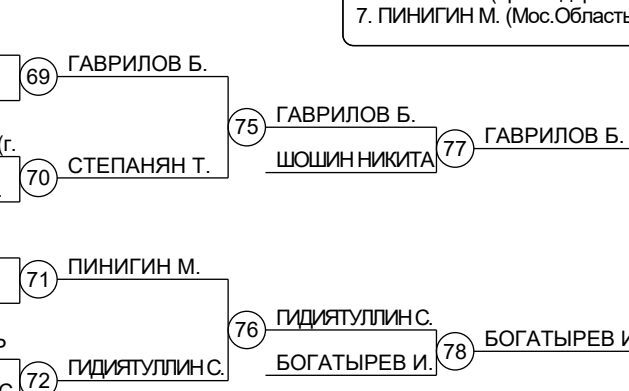 7. ПИНИГИН М. (Мос.Область
69 ГАВРИЛОВ Б.
75 ГАВРИЛОВ Б.
77 ГАВРИЛОВ Б.
(г.
70 СТЕПАНЯН Т.
ШОШИН НИКИТА
71 ПИНИГИН М.
76 ГИДИЯТУЛЛИН С.
78 БОГАТЫРЕВ И
72 ГИДИЯТУЛЛИН С.
БОГАТЫРЕВ И.